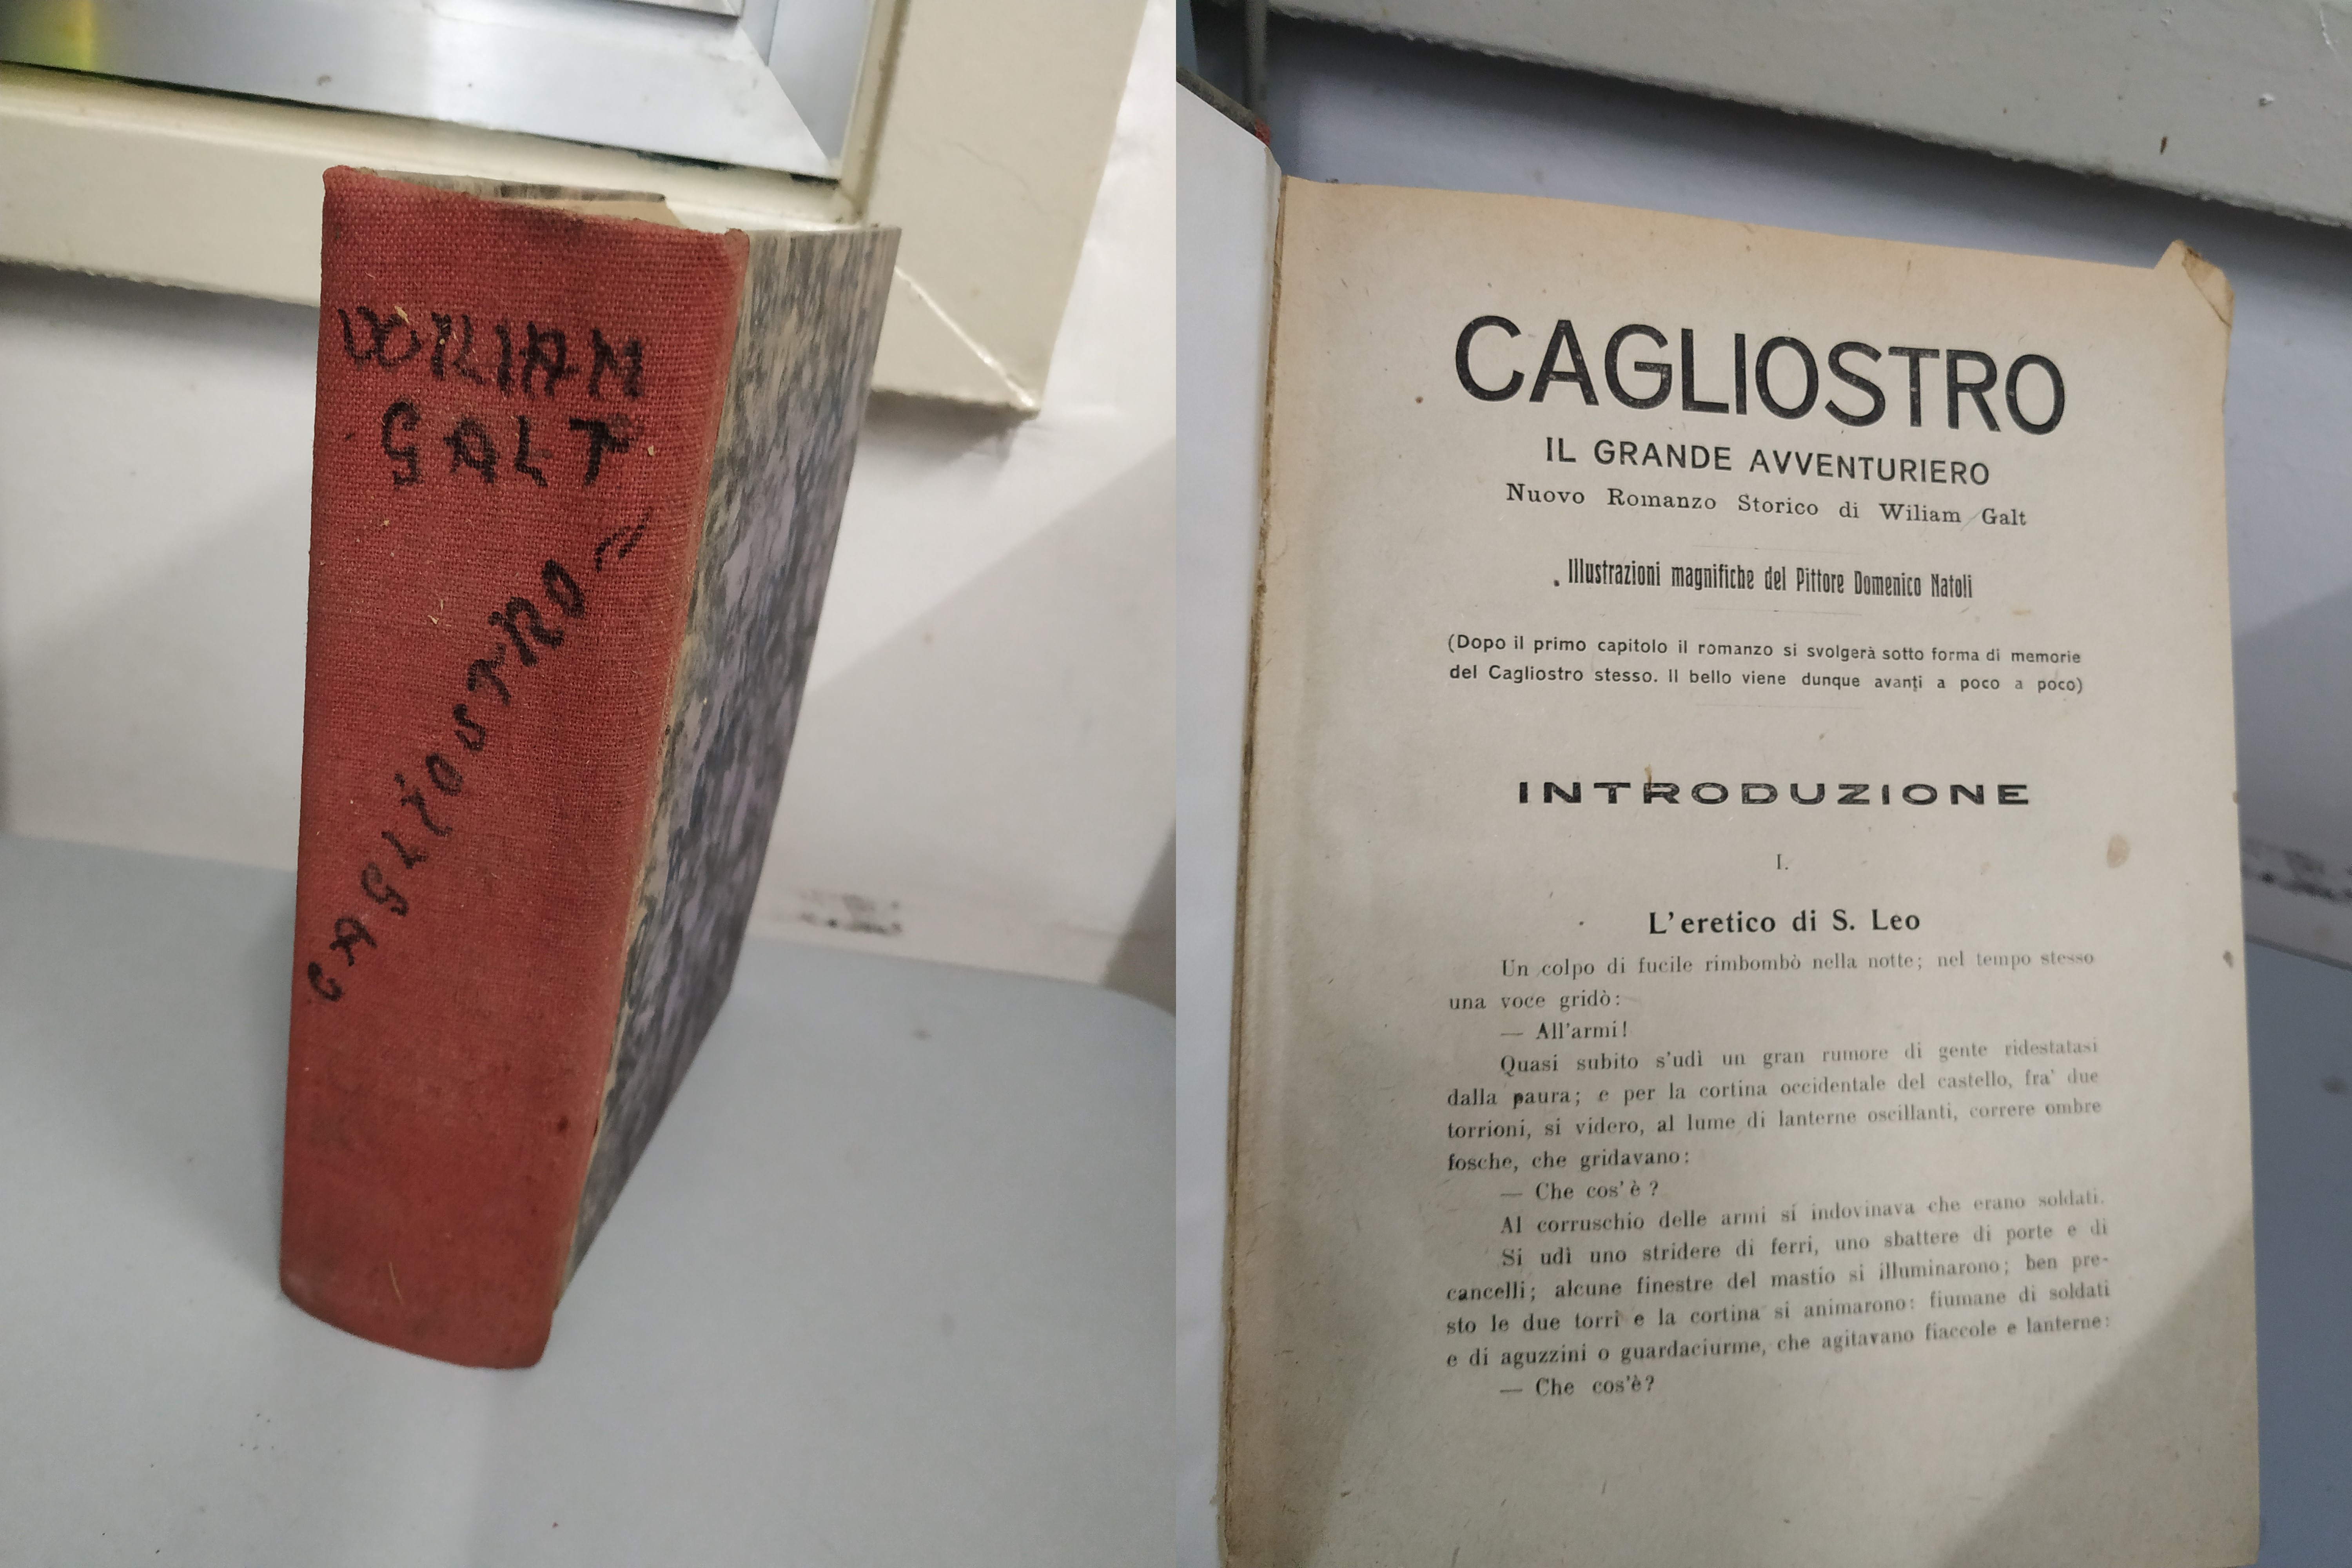 WORLIAM
GALT
CAGLIOSTRO
CAGLIOSTRO
IL GRANDE AVVENTURIERO
Nuovo Romanzo Storico di Wiliam Galt
Illustrazioni magnifiche del Pittore Domenico Natoli
(Dopo il primo capitolo il romanzo si svolgerà sotto forma di memorie
del Cagliostro stesso. Il bello viene dunque avanti a poco a poco)
INTRODUZIONE
I.
L'eretico di S. Leo
Un colpo di fucile rimbombò nella notte; nel tempo stesso
una voce gridò:
— All'armi!
Quasi subito s'udì un gran rumore di gente ridestatasi
dalla paura; e per la cortina occidentale del castello, fra' due
torrioni, si videro, al lume di lanterne oscillanti, correre ombre
fosche, che gridavano:
— Che cos'è ?
Al corruschio delle armi si indovinava che erano soldati.
Si udì uno stridere di ferri, uno sbattere di porte e di
cancelli; alcune finestre del mastio si illuminarono; ben pre-
sto le due torri e la cortina si animarono: fiumane di soldati
e di aguzzini o guardaciurme, che agitavano fiaccole e lanterne:
— Che cos'è?